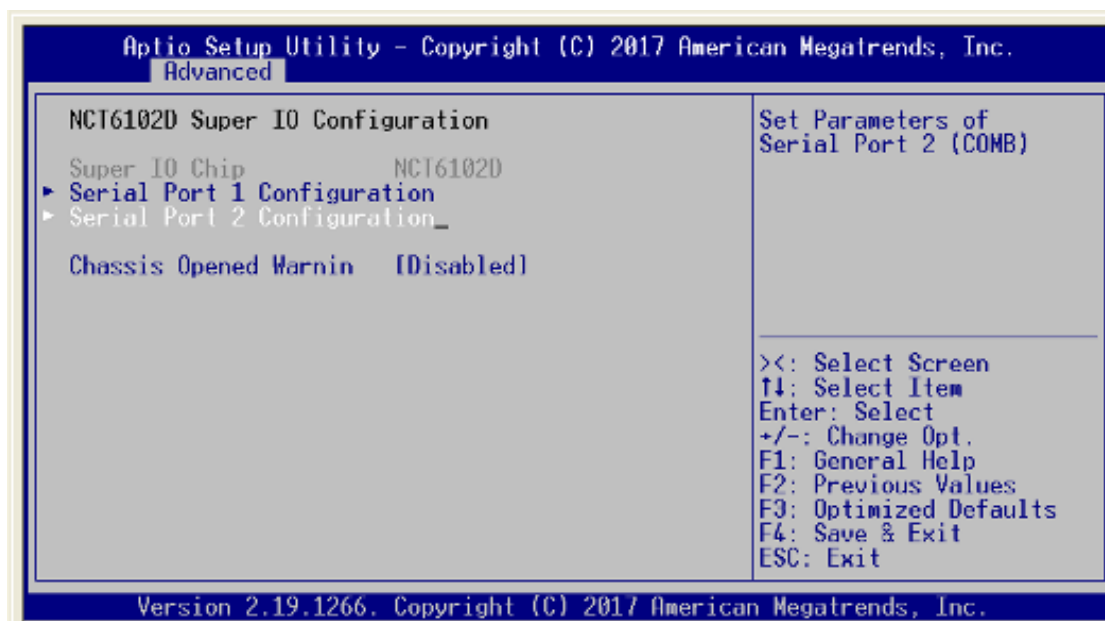 Aptio Setup Utility - Copyright (C) 2017 American Megatrends, Inc.
Advanced
NCT6102D Super IO Configuration
Super IO Chip NCT6102D
► Serial Port 1 Configuration
► Serial Port 2 Configuration_
Chassis Opened Warnin [Disabled]
Set Parameters of
Serial Port 2 (COMB)
><: Select Screen
↑↓: Select Item
Enter: Select
+/-: Change Opt.
F1: General Help
F2: Previous Values
F3: Optimized Defaults
F4: Save & Exit
ESC: Exit
Version 2.19.1266. Copyright (C) 2017 American Megatrends, Inc.